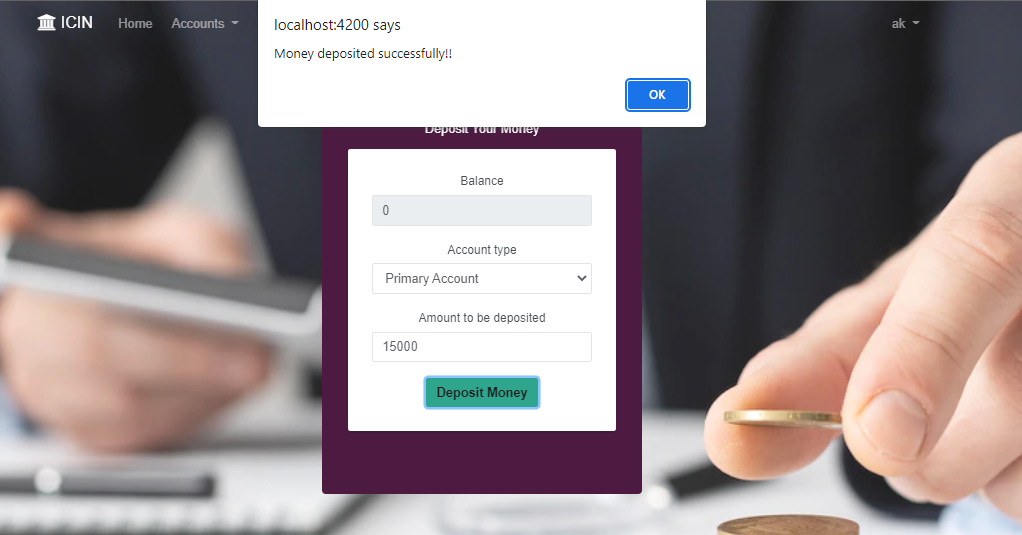 ICIN Home Accounts ak
localhost:4200 says
Money deposited successfully!!
OK
Deposit Your Money
Balance
0
Account type
Primary Account
Amount to be deposited
15000
Deposit Money